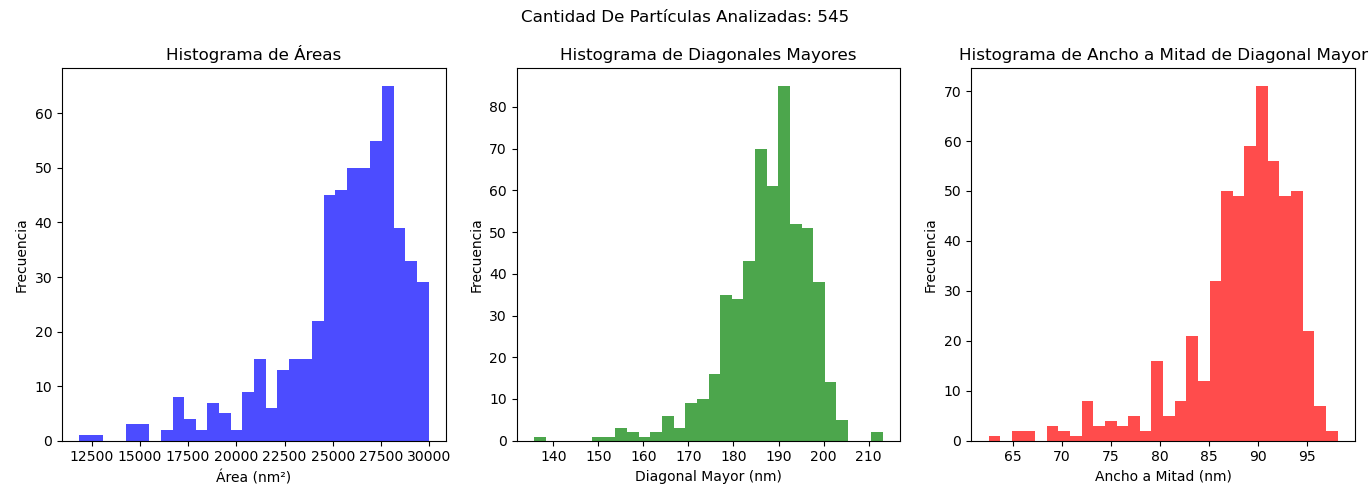 Cantidad De Partículas Analizadas: 545
Histograma de Áreas
Frecuencia
60
50
40
30
20
10
0
12500 15000 17500 20000 22500 25000 27500 30000
Área (nm²)
Histograma de Diagonales Mayores
Frecuencia
80
70
60
50
40
30
20
10
0
140 150 160 170 180 190 200 210
Diagonal Mayor (nm)
Histograma de Ancho a Mitad de Diagonal Mayor
Frecuencia
70
60
50
40
30
20
10
0
65 70 75 80 85 90 95
Ancho a Mitad (nm)